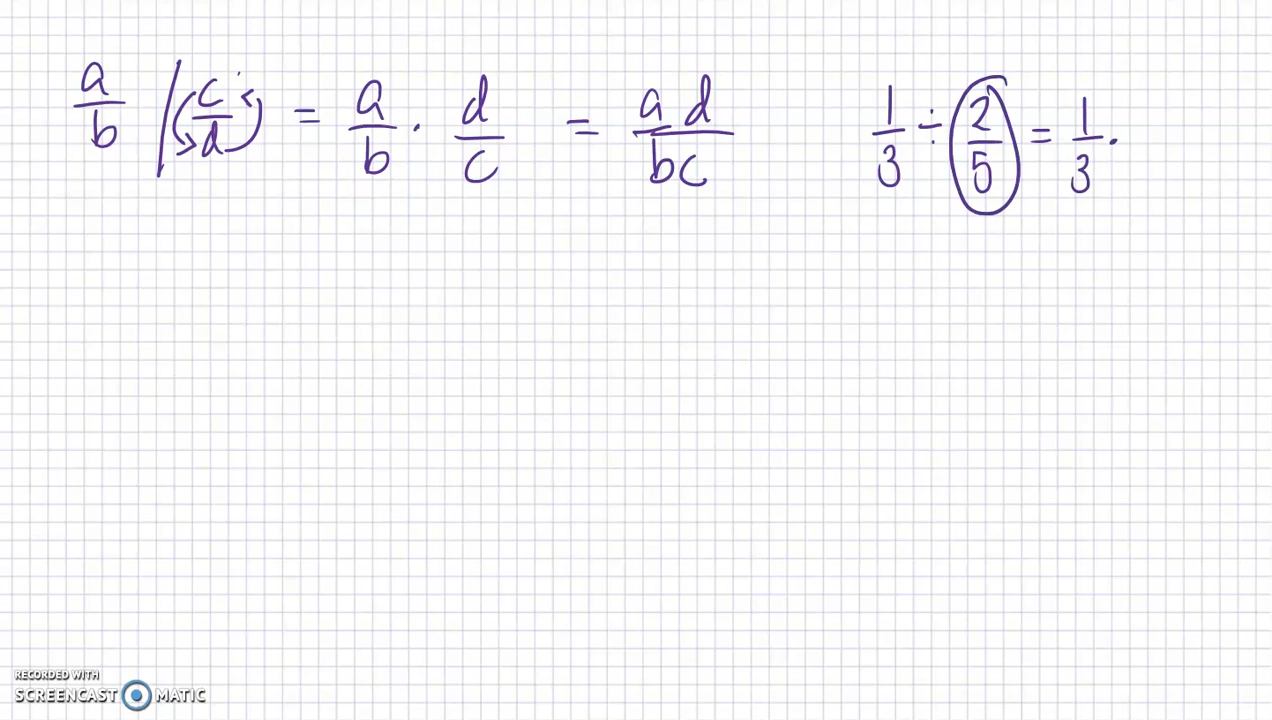 a/b / c/d = a/b · d/c = ad/bc 1/3 ÷ 2/5 = 1/3 ·
RECORDED WITH
SCREENCAST MATIC